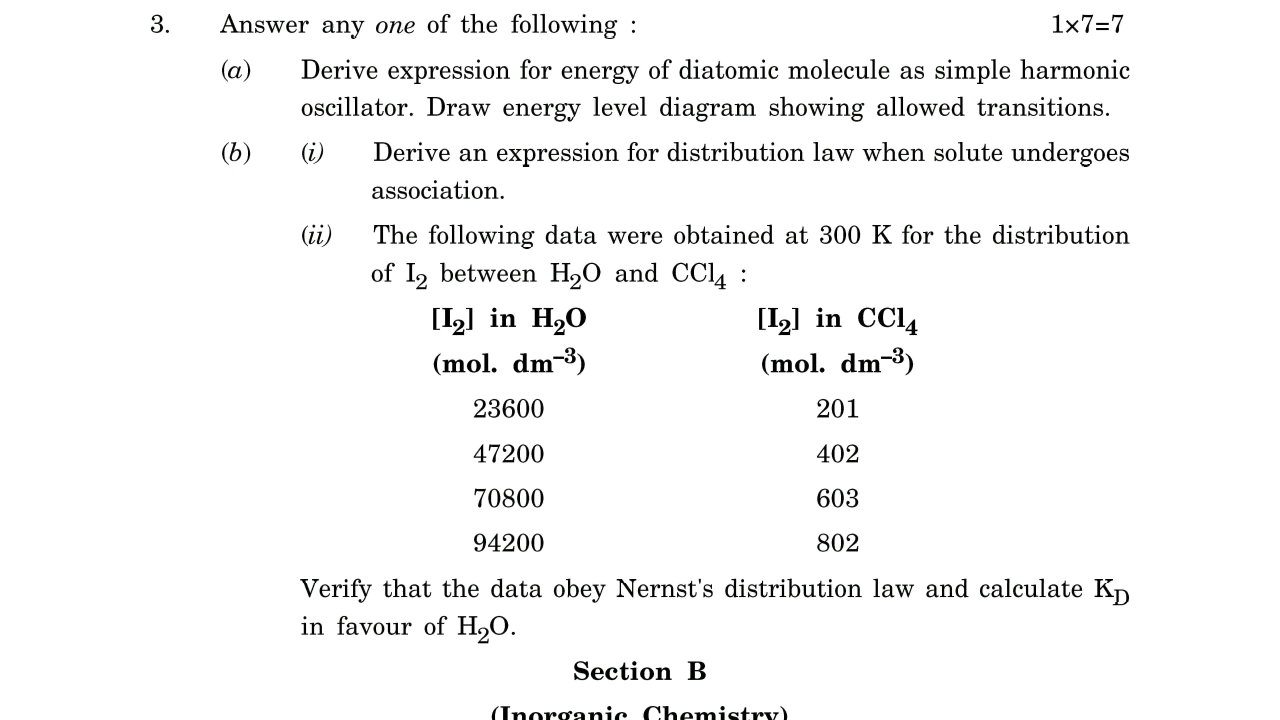 3. Answer any one of the following : 1×7=7
(a) Derive expression for energy of diatomic molecule as simple harmonic
oscillator. Draw energy level diagram showing allowed transitions.
(b) (i) Derive an expression for distribution law when solute undergoes
association.
(ii) The following data were obtained at 300 K for the distribution
of I₂ between H₂O and CCl₄ :
[I₂] in H₂O [I₂] in CCl₄
(mol. dm⁻³) (mol. dm⁻³)
23600 201
47200 402
70800 603
94200 802
Verify that the data obey Nernst's distribution law and calculate K_D
in favour of H₂O.
Section B
(Inorganic Chemistry)